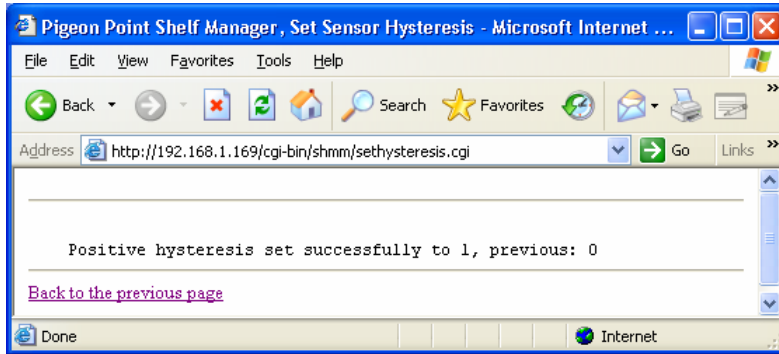 Pigeon Point Shelf Manager, Set Sensor Hysteresis - Microsoft Internet ...
File Edit View Favorites Tools Help
Back Search Favorites »
Address http://192.168.1.169/cgi-bin/shmm/sethysteresis.cgi Go Links »
Positive hysteresis set successfully to 1, previous: 0
Back to the previous page
Done Internet